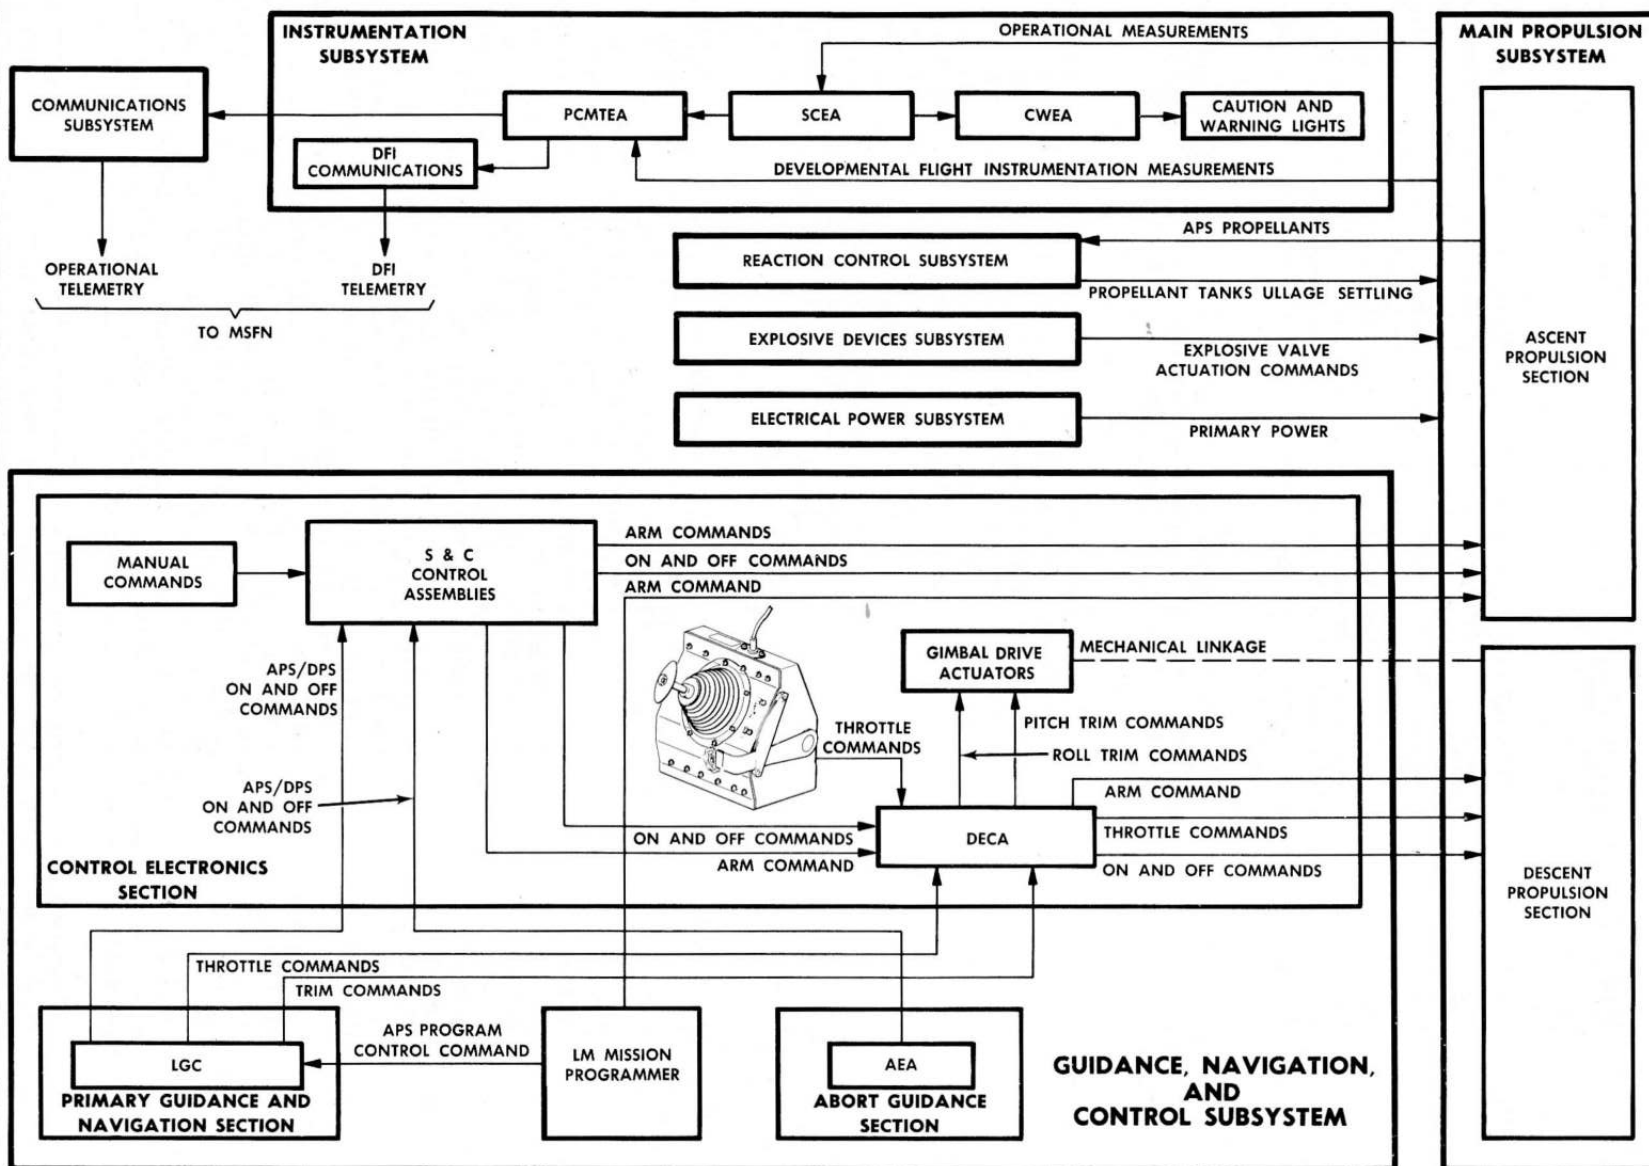 INSTRUMENTATION
SUBSYSTEM
OPERATIONAL MEASUREMENTS
MAIN PROPULSION
SUBSYSTEM
COMMUNICATIONS
SUBSYSTEM
PCMTEA
SCEA
CWEA
CAUTION AND
WARNING LIGHTS
DFI
COMMUNICATIONS
DEVELOPMENTAL FLIGHT INSTRUMENTATION MEASUREMENTS
OPERATIONAL
TELEMETRY
DFI
TELEMETRY
TO MSFN
APS PROPELLANTS
REACTION CONTROL SUBSYSTEM
PROPELLANT TANKS ULLAGE SETTLING
EXPLOSIVE DEVICES SUBSYSTEM
EXPLOSIVE VALVE
ACTUATION COMMANDS
ELECTRICAL POWER SUBSYSTEM
PRIMARY POWER
ASCENT
PROPULSION
SECTION
MANUAL
COMMANDS
S & C
CONTROL
ASSEMBLIES
ARM COMMANDS
ON AND OFF COMMANDS
ARM COMMAND
APS/DPS
ON AND OFF
COMMANDS
APS/DPS
ON AND OFF
COMMANDS
GIMBAL DRIVE
ACTUATORS
MECHANICAL LINKAGE
THROTTLE
COMMANDS
PITCH TRIM COMMANDS
ROLL TRIM COMMANDS
ARM COMMAND
THROTTLE COMMANDS
ON AND OFF COMMANDS
DECA
ON AND OFF COMMANDS
ARM COMMAND
CONTROL ELECTRONICS
SECTION
DESCENT
PROPULSION
SECTION
THROTTLE COMMANDS
TRIM COMMANDS
LGC
PRIMARY GUIDANCE AND
NAVIGATION SECTION
APS PROGRAM
CONTROL COMMAND
LM MISSION
PROGRAMMER
AEA
ABORT GUIDANCE
SECTION
GUIDANCE, NAVIGATION,
AND
CONTROL SUBSYSTEM